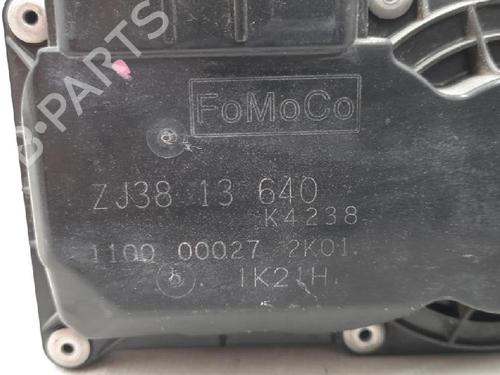 B-PARTS
FoMoCo
ZJ38 13 640
K4238
1100 00027 2K01.
1K21H.